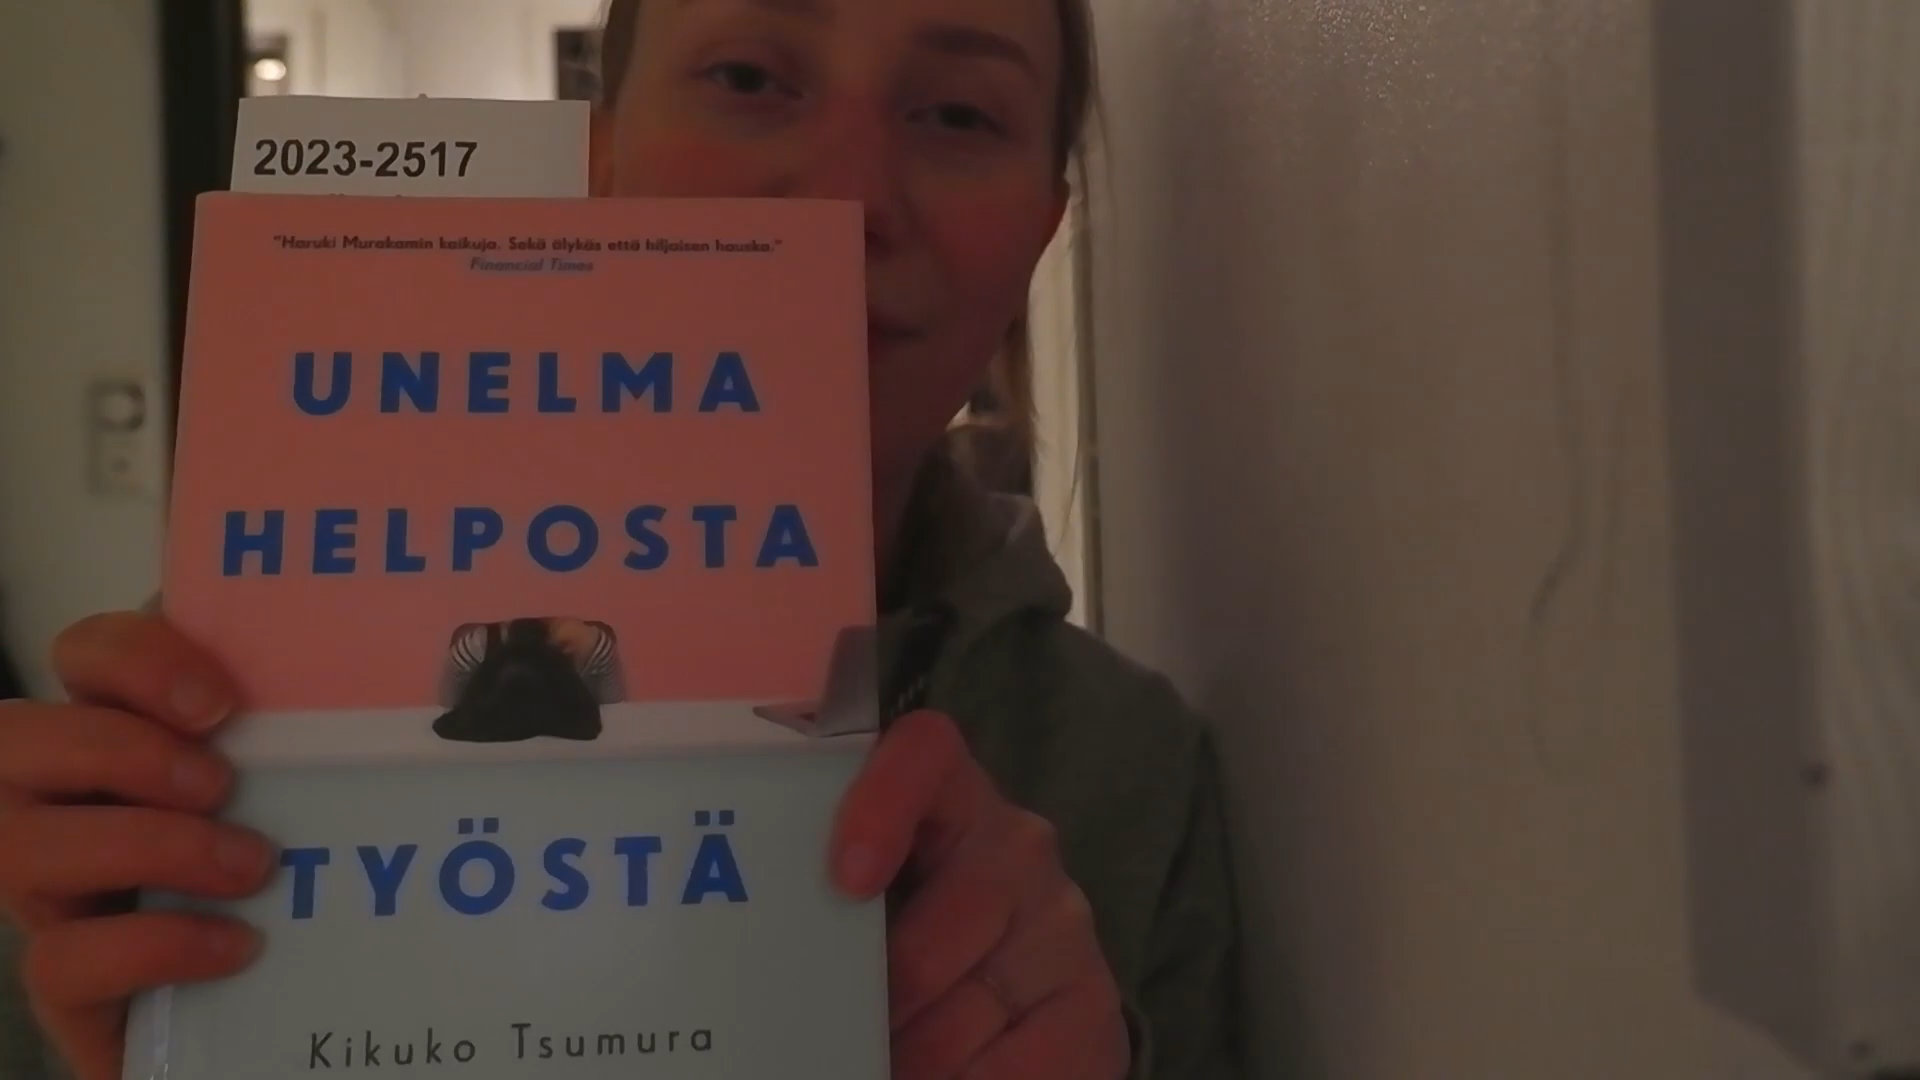 2023-2517
"Haruki Murakamin kaikuja. Sekä älykäs että hiljaisen hauska."
Financial Times
UNELMA
HELPOSTA
TYÖSTÄ
Kikuko Tsumura